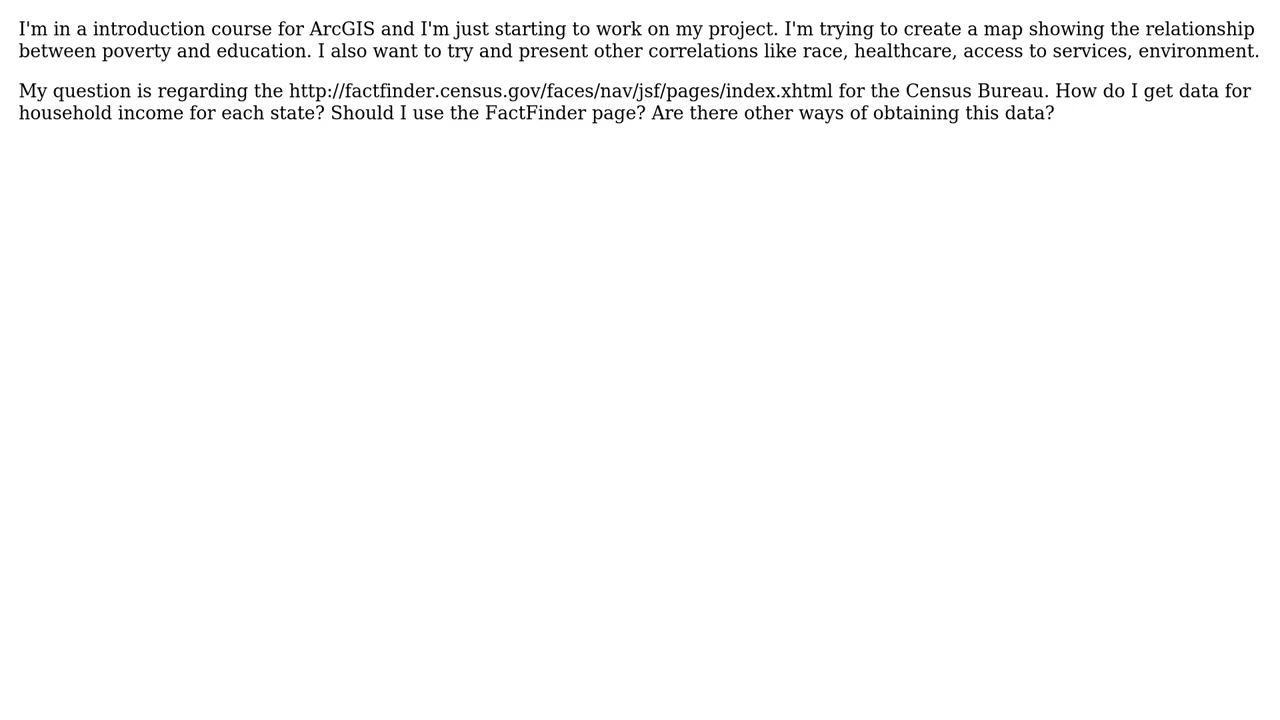 I'm in a introduction course for ArcGIS and I'm just starting to work on my project. I'm trying to create a map showing the relationship
between poverty and education. I also want to try and present other correlations like race, healthcare, access to services, environment.
My question is regarding the http://factfinder.census.gov/faces/nav/jsf/pages/index.xhtml for the Census Bureau. How do I get data for
household income for each state? Should I use the FactFinder page? Are there other ways of obtaining this data?